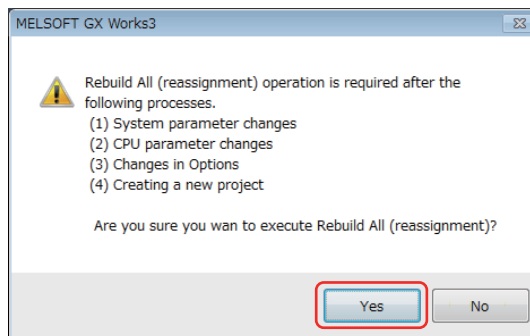 MELSOFT GX Works3
Rebuild All (reassignment) operation is required after the
following processes.
(1) System parameter changes
(2) CPU parameter changes
(3) Changes in Options
(4) Creating a new project
Are you sure you wan to execute Rebuild All (reassignment)?
Yes No